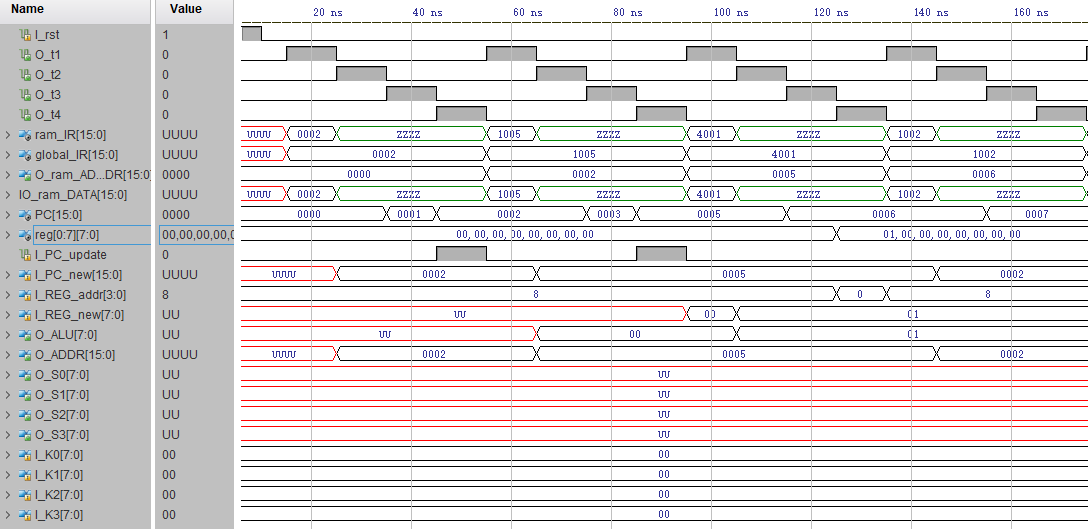 Name Value 20 ns 40 ns 60 ns 80 ns 100 ns 120 ns 140 ns 160 ns
I_rst 1
O_t1 0
O_t2 0
O_t3 0
O_t4 0
ram_IR[15:0] UUUU UUUU 0002 ZZZZ 1005 ZZZZ 4001 ZZZZ 1002 ZZZZ
global_IR[15:0] UUUU UUUU 0002 1005 4001 1002
O_ram_AD...DR[15:0] 0000 0000 0002 0005 0006
IO_ram_DATA[15:0] UUUU UUUU 0002 ZZZZ 1005 ZZZZ 4001 ZZZZ 1002 ZZZZ
PC[15:0] 0000 0000 0001 0002 0003 0005 0006 0007
reg[0:7][7:0] 00,00,00,00,0 00,00,00,00,00,00,00,00 01,00,00,00,00,00,00,00
I_PC_update 0
I_PC_new[15:0] UUUU UUUU 0002 0005 0002
I_REG_addr[3:0] 8 8 0 8
I_REG_new[7:0] UU UU 00 01
O_ALU[7:0] UU UU 00 01
O_ADDR[15:0] UUUU UUUU 0002 0005 0002
O_S0[7:0] UU UU
O_S1[7:0] UU UU
O_S2[7:0] UU UU
O_S3[7:0] UU UU
I_K0[7:0] 00 00
I_K1[7:0] 00 00
I_K2[7:0] 00 00
I_K3[7:0] 00 00